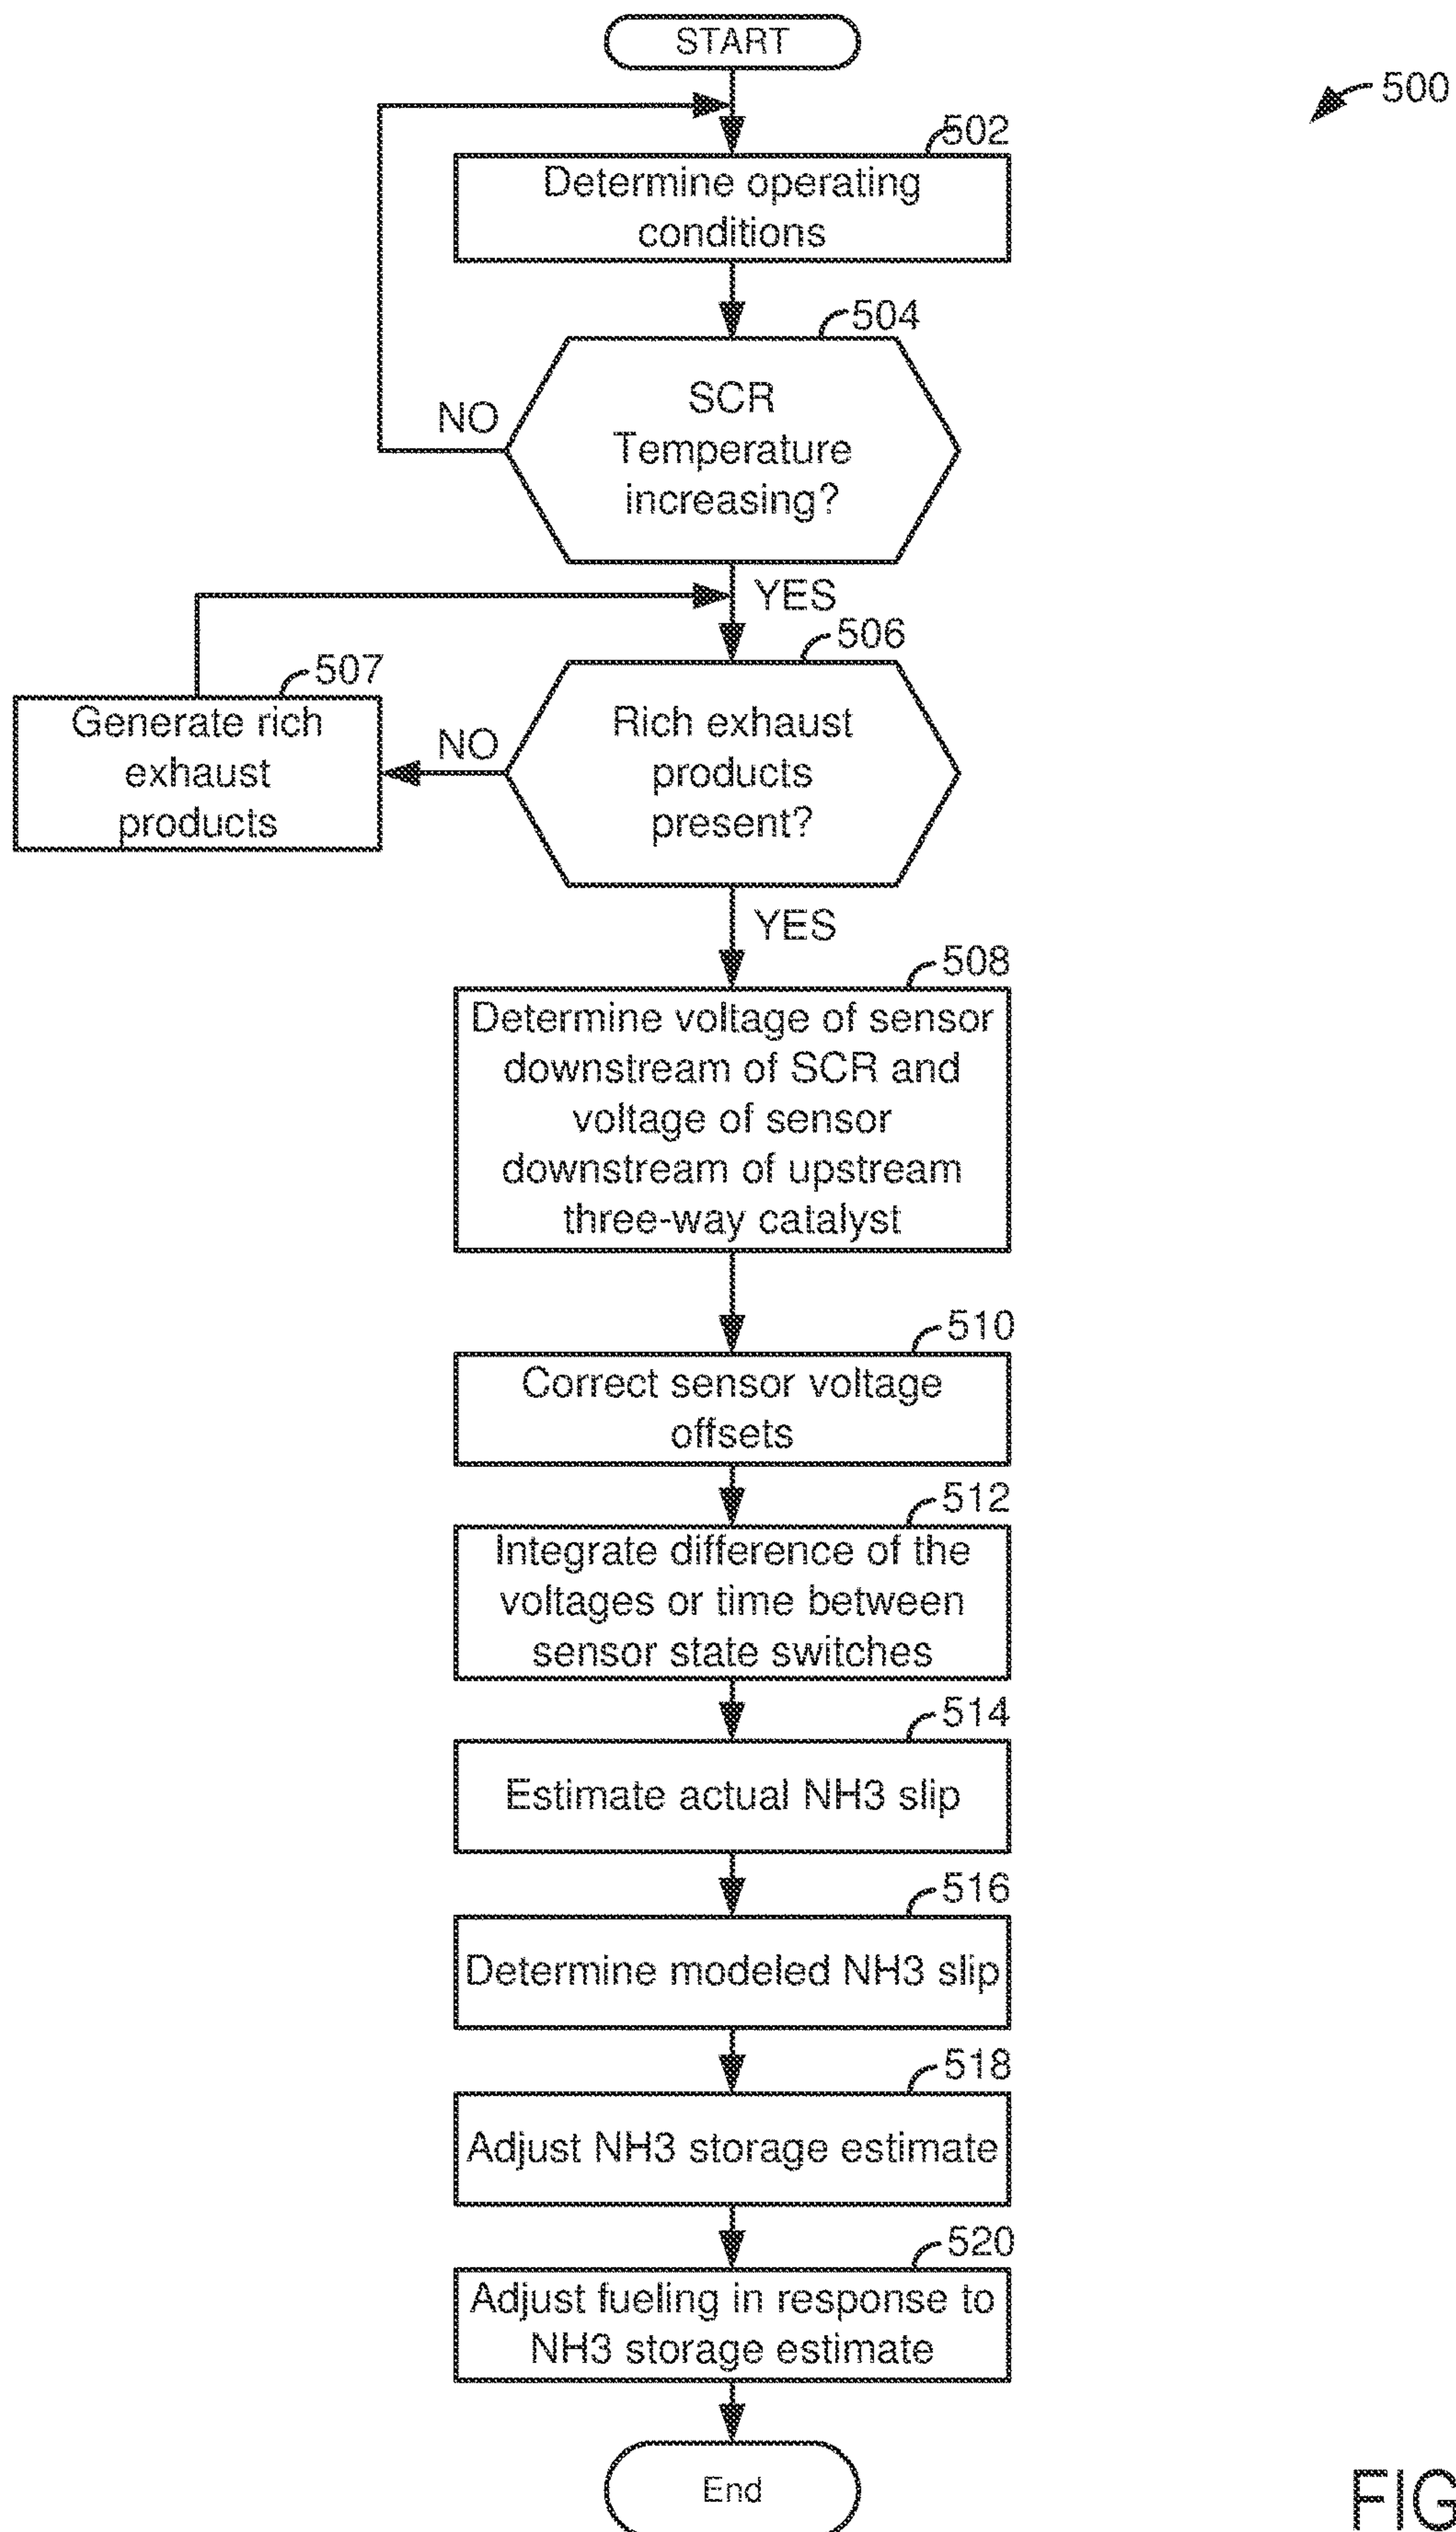 START
500
502
Determine operating
conditions
504
SCR
Temperature
increasing?
NO
YES
506
507
Generate rich
exhaust
products
NO
Rich exhaust
products
present?
YES
508
Determine voltage of sensor
downstream of SCR and
voltage of sensor
downstream of upstream
three-way catalyst
510
Correct sensor voltage
offsets
512
Integrate difference of the
voltages or time between
sensor state switches
514
Estimate actual NH3 slip
516
Determine modeled NH3 slip
518
Adjust NH3 storage estimate
520
Adjust fueling in response to
NH3 storage estimate
End
FIG